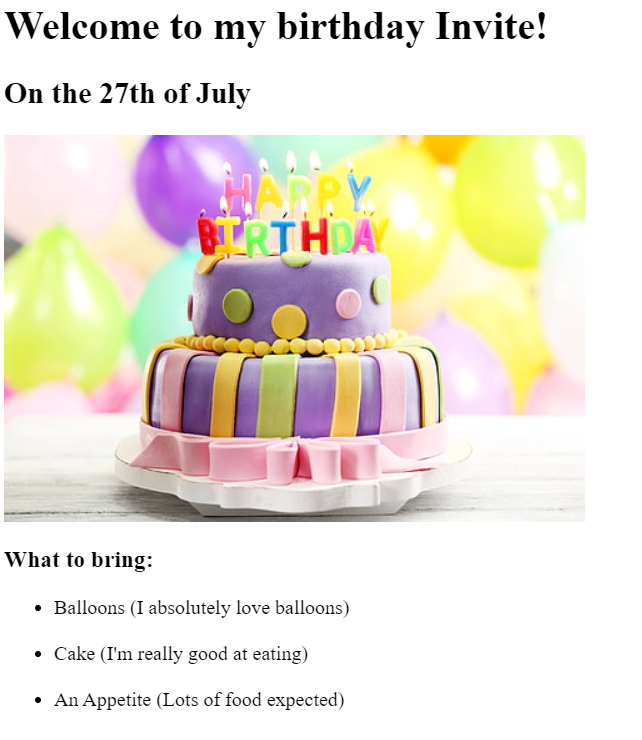 Welcome to my birthday Invite!
On the 27th of July
HAPPY
BIRTHDAY
What to bring:
Balloons (I absolutely love balloons)
Cake (I'm really good at eating)
An Appetite (Lots of food expected)